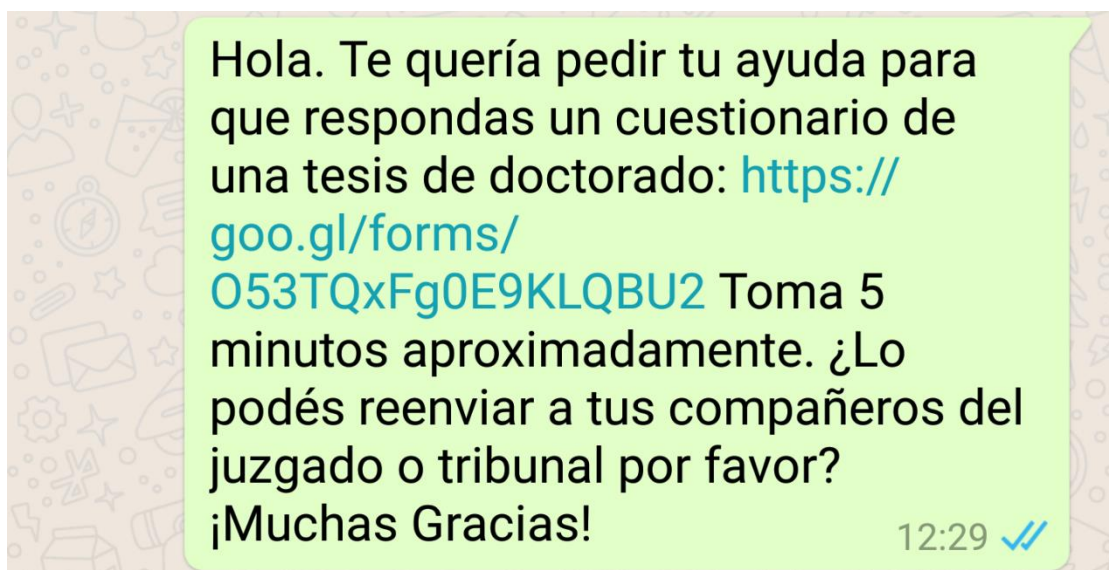 Hola. Te quería pedir tu ayuda para
que respondas un cuestionario de
una tesis de doctorado: https://
goo.gl/forms/
O53TQxFg0E9KLQBU2 Toma 5
minutos aproximadamente. ¿Lo
podés reenviar a tus compañeros del
juzgado o tribunal por favor?
¡Muchas Gracias!
12:29